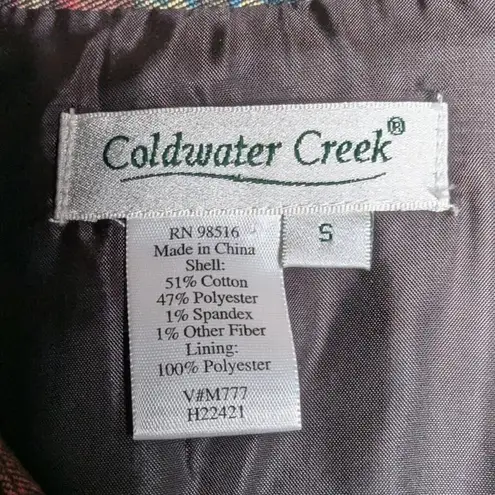 Coldwater Creek®
S
RN 98516
Made in China
Shell:
51% Cotton
47% Polyester
1% Spandex
1% Other Fiber
Lining:
100% Polyester
V#M777
H22421